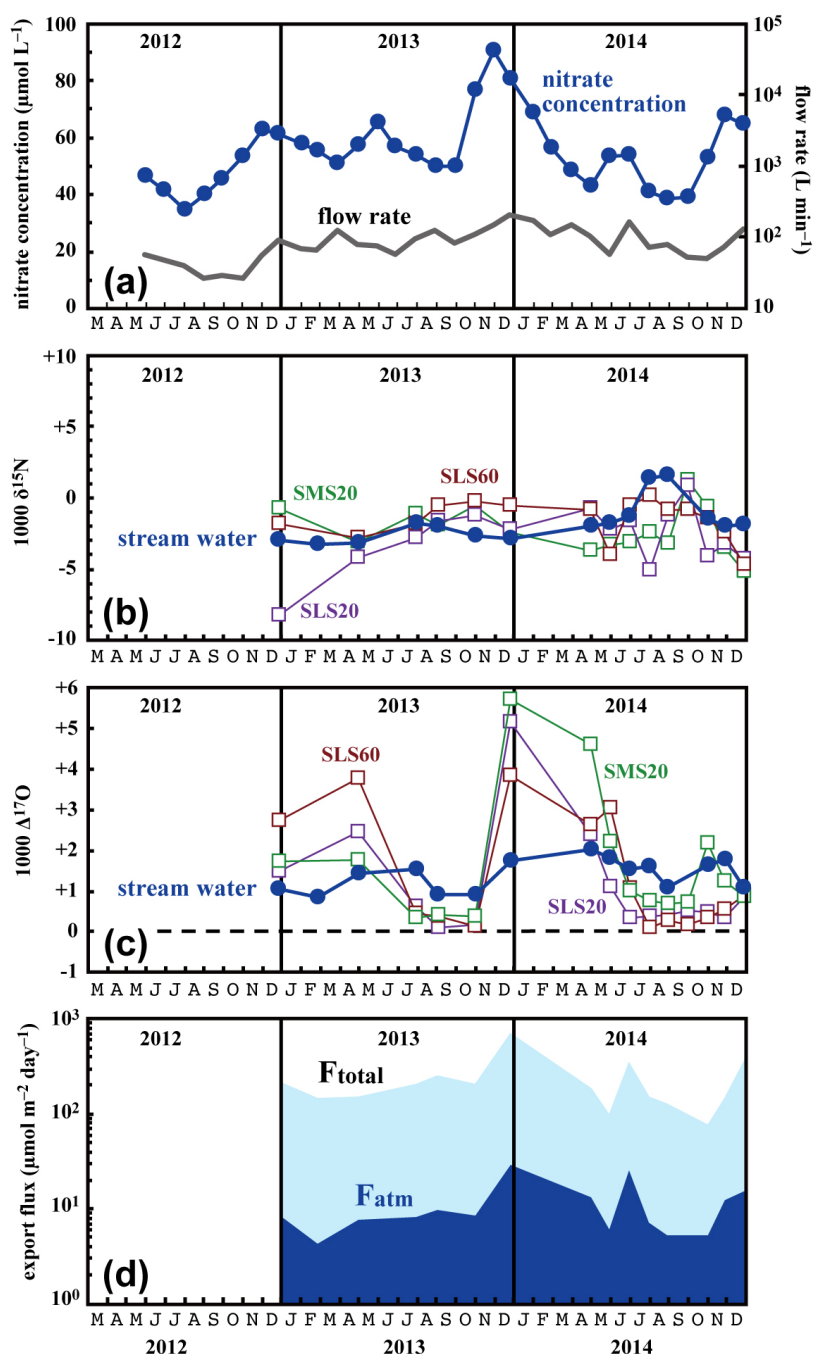 nitrate concentration (μmol L⁻¹)
100
80
60
40
20
0
2012
2013
2014
nitrate
concentration
flow rate
(a)
10⁵
10⁴
10³
10²
10
flow rate (L min⁻¹)
M A M J J A S O N D J F M A M J J A S O N D J F M A M J J A S O N D
1000 δ¹⁵N
+10
+5
0
-5
-10
2012
2013
2014
SMS20
SLS60
stream water
SLS20
(b)
M A M J J A S O N D J F M A M J J A S O N D J F M A M J J A S O N D
1000 Δ¹⁷O
+6
+5
+4
+3
+2
+1
0
-1
2012
2013
2014
SLS60
SMS20
stream water
SLS20
(c)
M A M J J A S O N D J F M A M J J A S O N D J F M A M J J A S O N D
export flux (μmol m⁻² day⁻¹)
10³
10²
10¹
10⁰
2012
2013
2014
Ftotal
Fatm
(d)
M A M J J A S O N D J F M A M J J A S O N D J F M A M J J A S O N D
2012
2013
2014